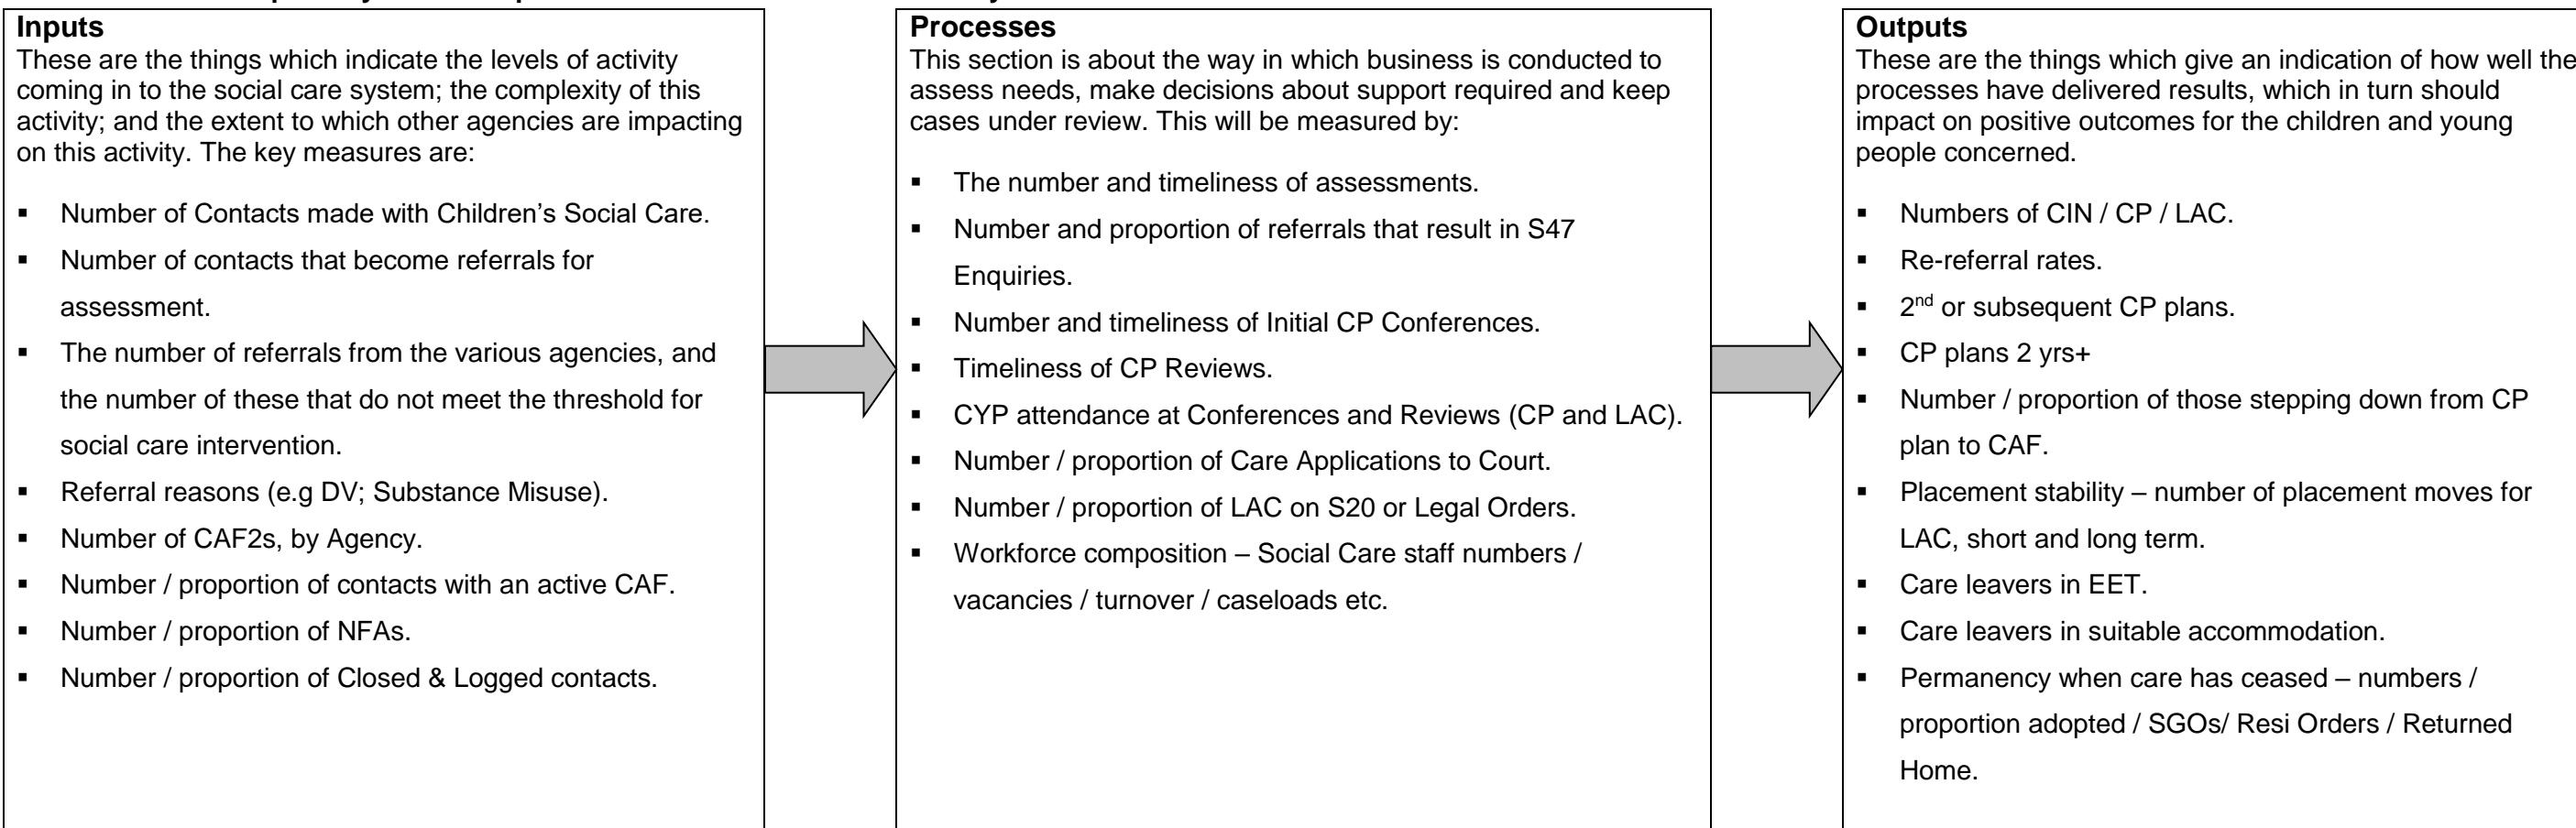 Inputs
These are the things which indicate the levels of activity
coming in to the social care system; the complexity of this
activity; and the extent to which other agencies are impacting
on this activity. The key measures are:
▪ Number of Contacts made with Children’s Social Care.
▪ Number of contacts that become referrals for
assessment.
▪ The number of referrals from the various agencies, and
the number of these that do not meet the threshold for
social care intervention.
▪ Referral reasons (e.g DV; Substance Misuse).
▪ Number of CAF2s, by Agency.
▪ Number / proportion of contacts with an active CAF.
▪ Number / proportion of NFAs.
▪ Number / proportion of Closed & Logged contacts.
Processes
This section is about the way in which business is conducted to
assess needs, make decisions about support required and keep
cases under review. This will be measured by:
▪ The number and timeliness of assessments.
▪ Number and proportion of referrals that result in S47
Enquiries.
▪ Number and timeliness of Initial CP Conferences.
▪ Timeliness of CP Reviews.
▪ CYP attendance at Conferences and Reviews (CP and LAC).
▪ Number / proportion of Care Applications to Court.
▪ Number / proportion of LAC on S20 or Legal Orders.
▪ Workforce composition – Social Care staff numbers /
vacancies / turnover / caseloads etc.
Outputs
These are the things which give an indication of how well the
processes have delivered results, which in turn should
impact on positive outcomes for the children and young
people concerned.
▪ Numbers of CIN / CP / LAC.
▪ Re-referral rates.
▪ 2nd or subsequent CP plans.
▪ CP plans 2 yrs+
▪ Number / proportion of those stepping down from CP
plan to CAF.
▪ Placement stability – number of placement moves for
LAC, short and long term.
▪ Care leavers in EET.
▪ Care leavers in suitable accommodation.
▪ Permanency when care has ceased – numbers /
proportion adopted / SGOs/ Resi Orders / Returned
Home.